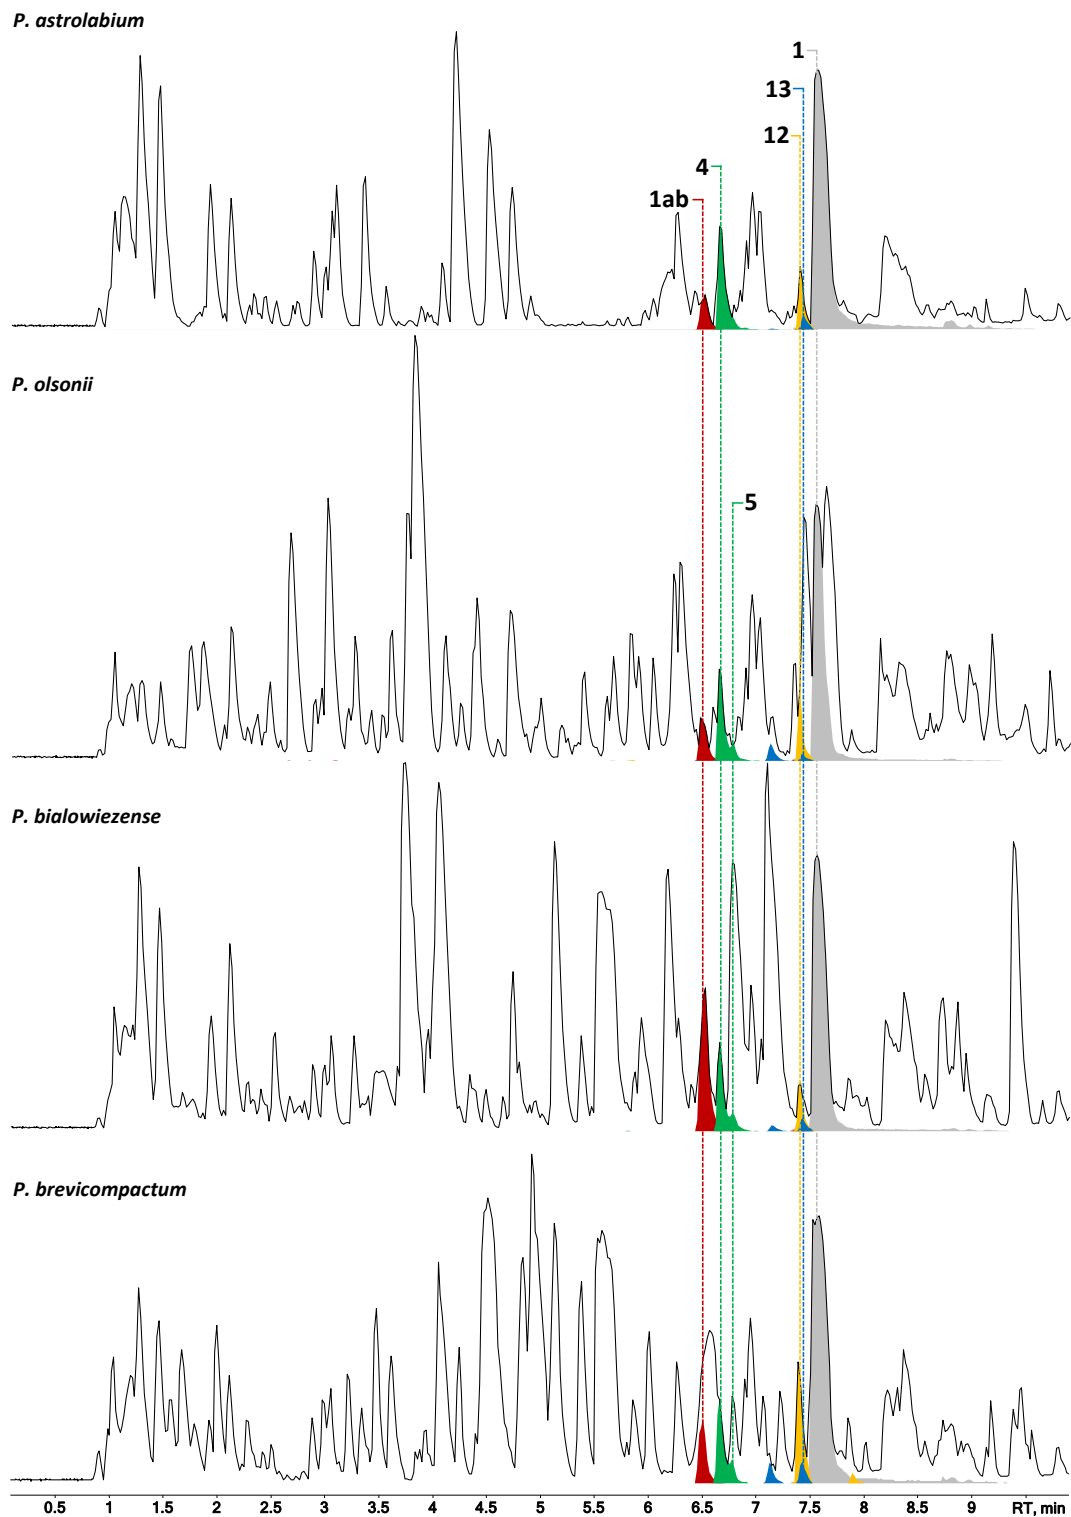 P. astrolabium
1
13
12
4
1ab
P. olsonii
5
P. bialowiezense
P. brevicompactum
0.5 1 1.5 2 2.5 3 3.5 4 4.5 5 5.5 6 6.5 7 7.5 8 8.5 9 RT, min